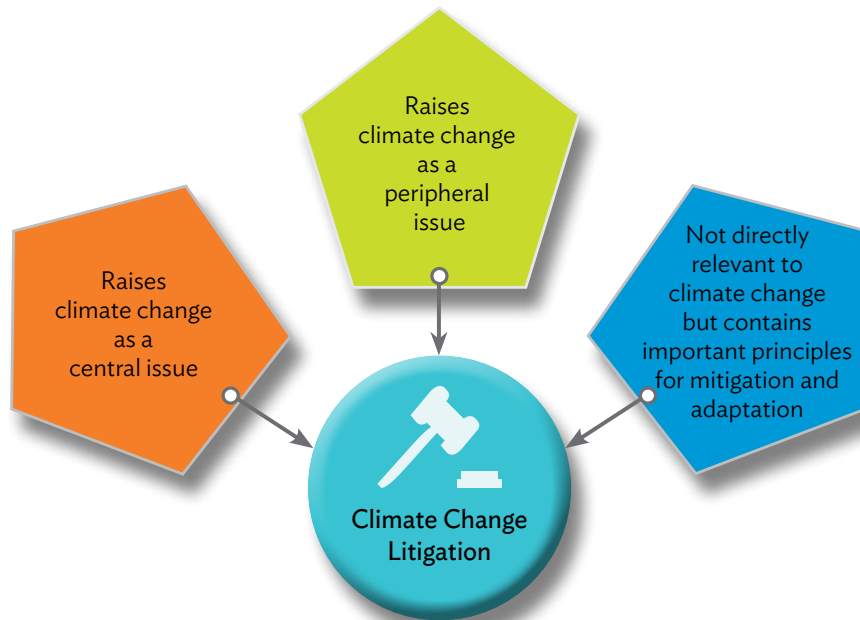 Raises
climate change
as a
peripheral
issue
Raises
climate change
as a
central issue
Not directly
relevant to
climate change
but contains
important principles
for mitigation and
adaptation
Climate Change
Litigation